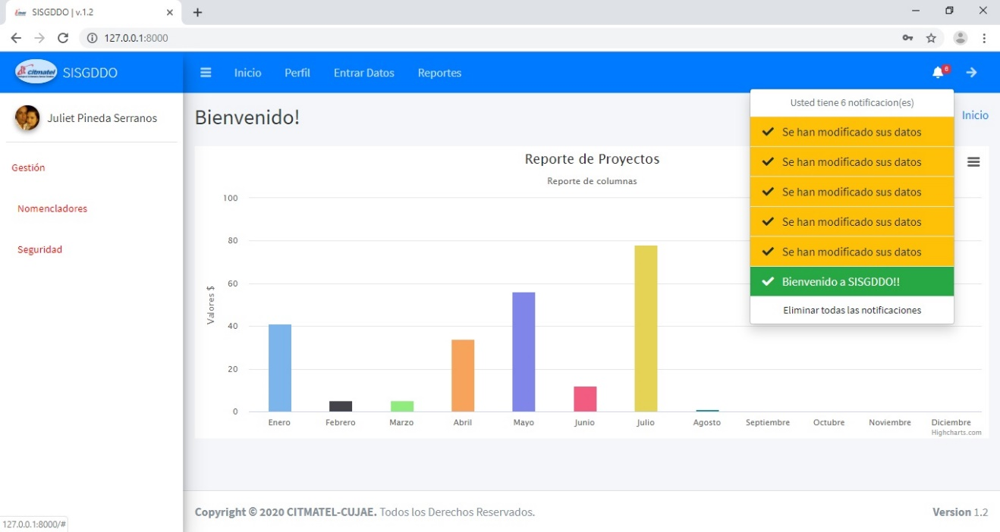 SISGDDO | v.1.2
127.0.0.1:8000
citmatel SISGDDO
Inicio Perfil Entrar Datos Reportes
6
Juliet Pineda Serranos
Gestión
Nomencladores
Seguridad
Bienvenido!
Inicio
Usted tiene 6 notificacion(es)
Se han modificado sus datos
Se han modificado sus datos
Se han modificado sus datos
Se han modificado sus datos
Se han modificado sus datos
Bienvenido a SISGDDO!!
Eliminar todas las notificaciones
Reporte de Proyectos
Reporte de columnas
Valores $
100
80
60
40
20
0
Enero Febrero Marzo Abril Mayo Junio Julio Agosto Septiembre Octubre Noviembre Diciembre
Highcharts.com
Copyright © 2020 CITMATEL-CUJAE. Todos los Derechos Reservados.
Version 1.2
127.0.0.1:8000/#